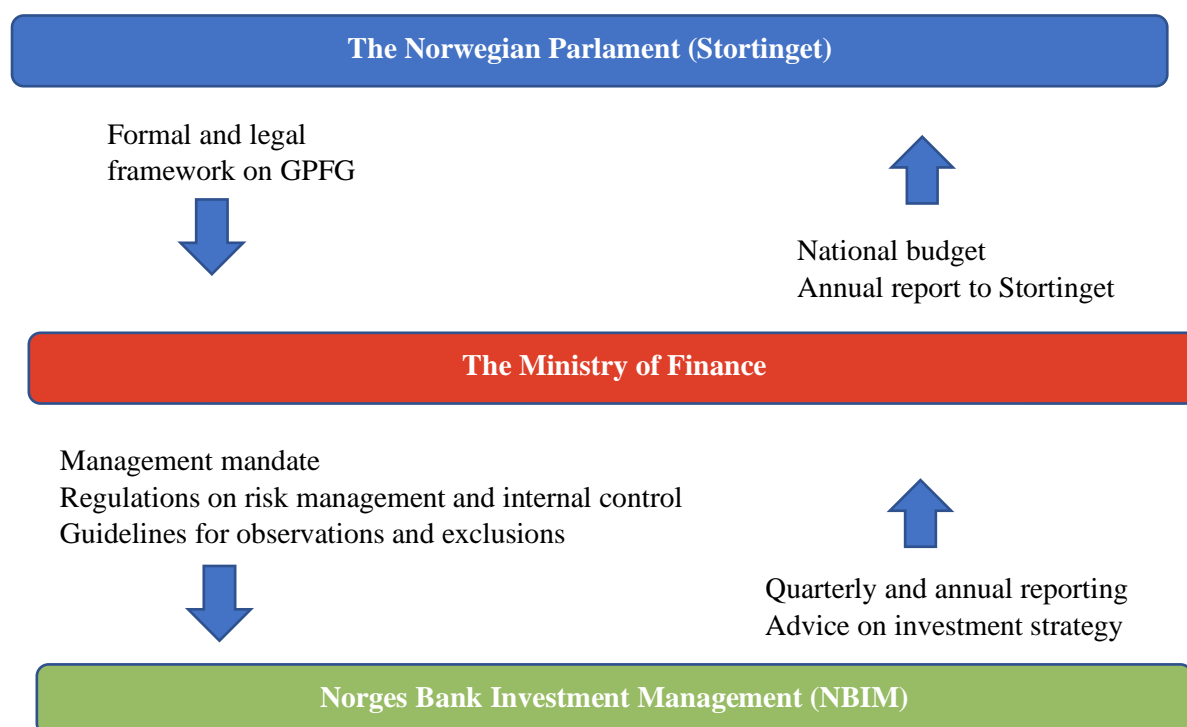 The Norwegian Parlament (Stortinget)
Formal and legal
framework on GPFG
National budget
Annual report to Stortinget
The Ministry of Finance
Management mandate
Regulations on risk management and internal control
Guidelines for observations and exclusions
Quarterly and annual reporting
Advice on investment strategy
Norges Bank Investment Management (NBIM)